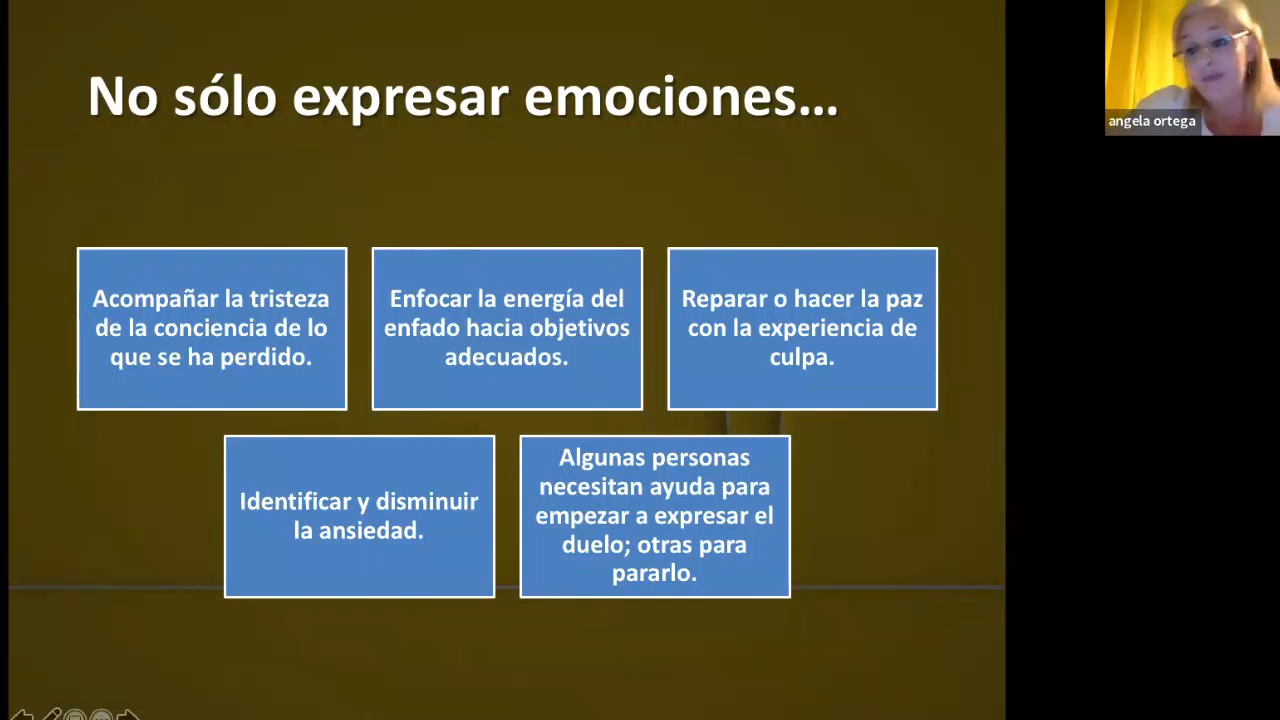 No sólo expresar emociones...
angela ortega
Acompañar la tristeza
de la conciencia de lo
que se ha perdido.
Enfocar la energía del
enfado hacia objetivos
adecuados.
Reparar o hacer la paz
con la experiencia de
culpa.
Identificar y disminuir
la ansiedad.
Algunas personas
necesitan ayuda para
empezar a expresar el
duelo; otras para
pararlo.